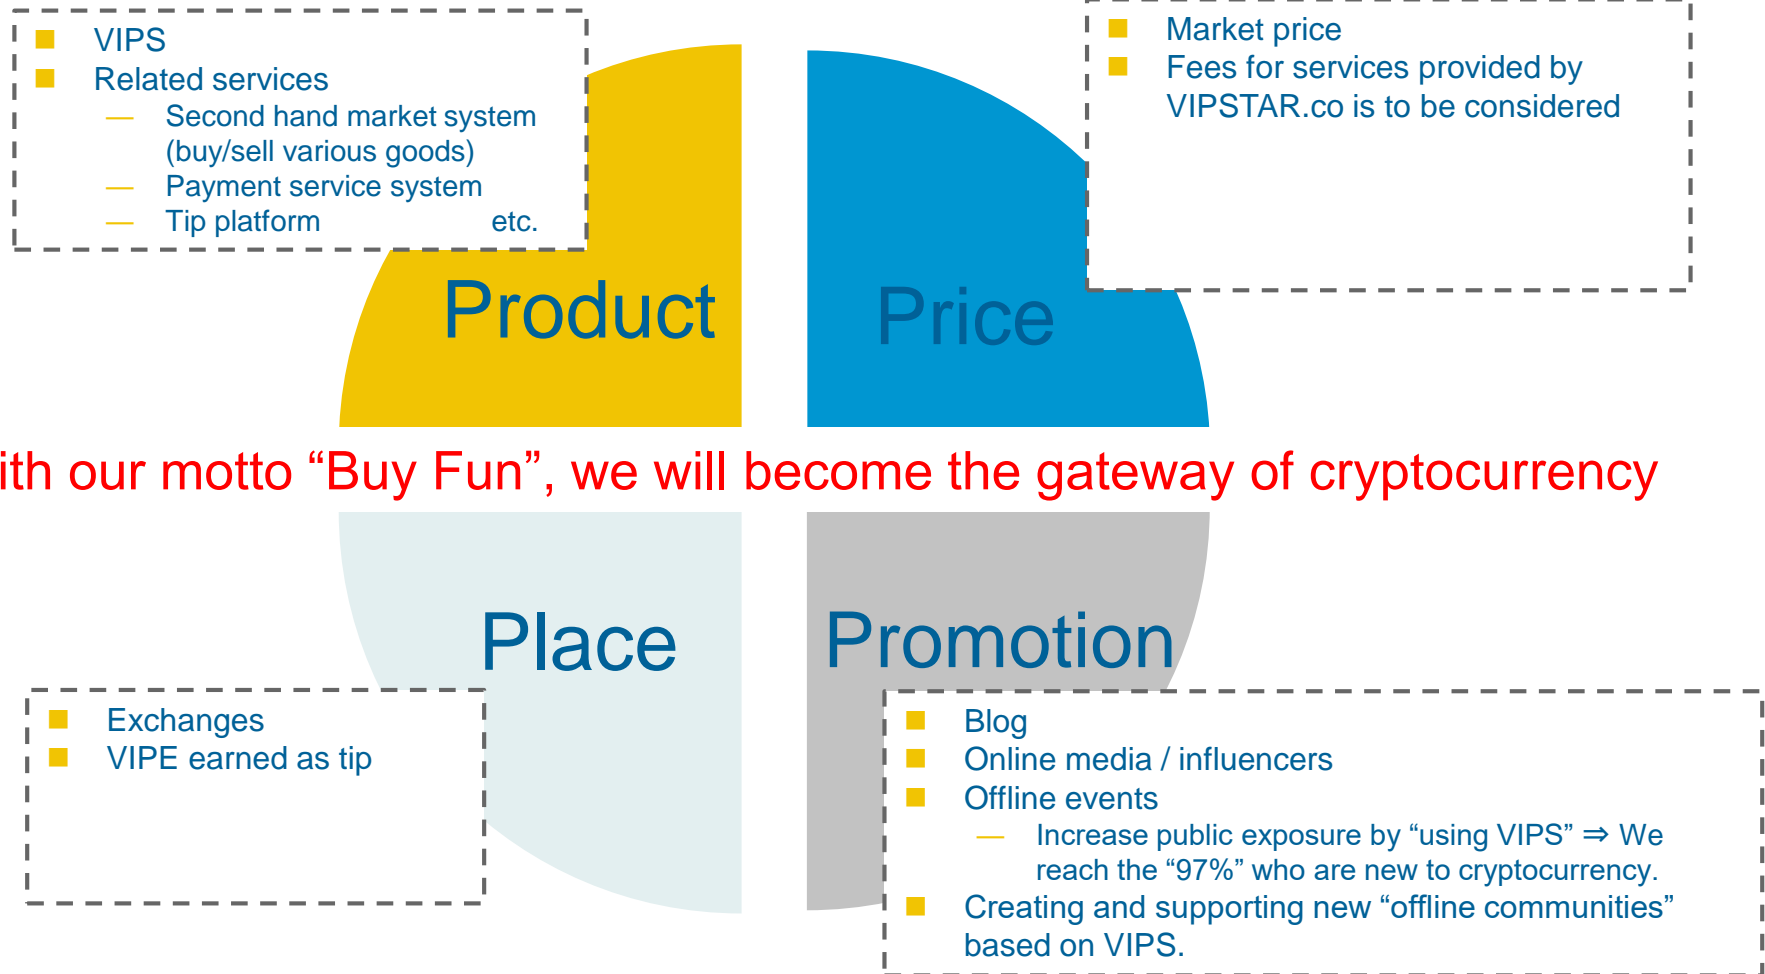 VIPS
Related services
— Second hand market system
(buy/sell various goods)
— Payment service system
— Tip platform etc.
Product
Market price
Fees for services provided by
VIPSTAR.co is to be considered
Price
ith our motto “Buy Fun”, we will become the gateway of cryptocurrency
Place
Exchanges
VIPE earned as tip
Promotion
Blog
Online media / influencers
Offline events
— Increase public exposure by “using VIPS” ⇒ We
reach the “97%” who are new to cryptocurrency.
Creating and supporting new “offline communities”
based on VIPS.